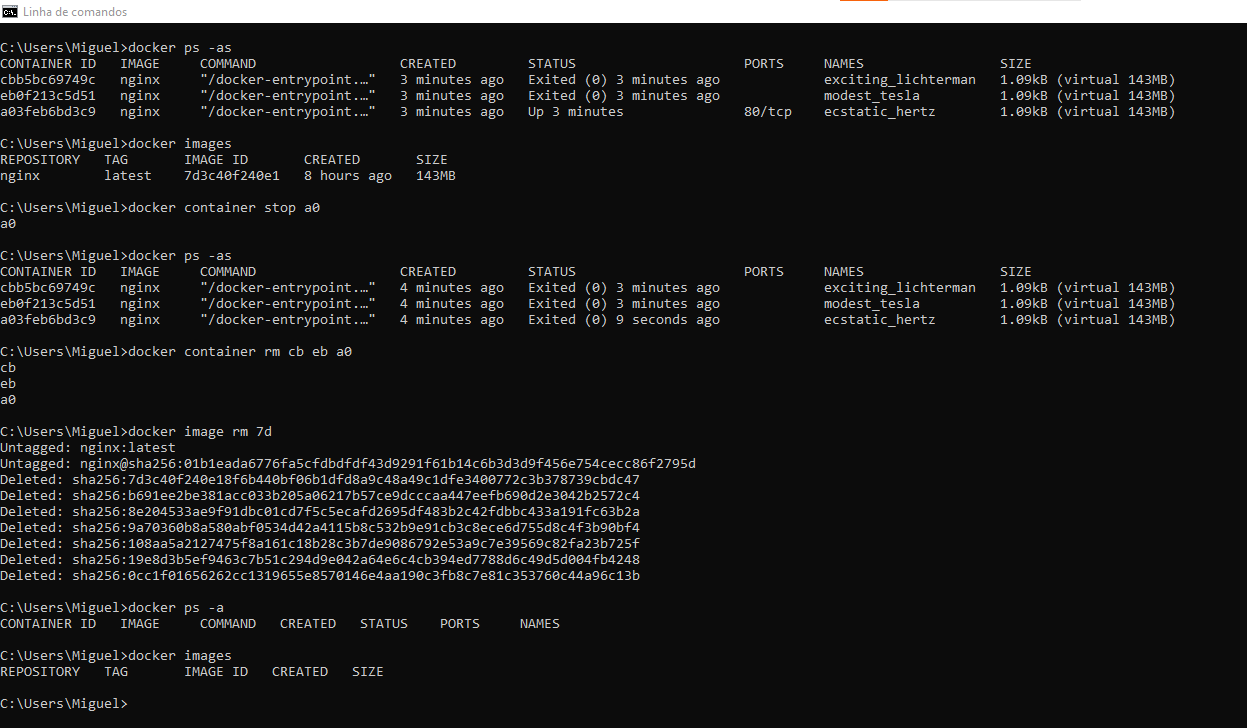 Linha de comandos
C:\Users\Miguel>docker ps -as
CONTAINER ID   IMAGE     COMMAND                  CREATED         STATUS                     PORTS     NAMES                 SIZE
cbb5bc69749c   nginx     "/docker-entrypoint.…"   3 minutes ago   Exited (0) 3 minutes ago             exciting_lichterman   1.09kB (virtual 143MB)
eb0f213c5d51   nginx     "/docker-entrypoint.…"   3 minutes ago   Exited (0) 3 minutes ago             modest_tesla          1.09kB (virtual 143MB)
a03feb6bd3c9   nginx     "/docker-entrypoint.…"   3 minutes ago   Up 3 minutes               80/tcp    ecstatic_hertz        1.09kB (virtual 143MB)
C:\Users\Miguel>docker images
REPOSITORY   TAG       IMAGE ID       CREATED       SIZE
nginx        latest    7d3c40f240e1   8 hours ago   143MB
C:\Users\Miguel>docker container stop a0
a0
C:\Users\Miguel>docker ps -as
CONTAINER ID   IMAGE     COMMAND                  CREATED         STATUS                     PORTS     NAMES                 SIZE
cbb5bc69749c   nginx     "/docker-entrypoint.…"   4 minutes ago   Exited (0) 3 minutes ago             exciting_lichterman   1.09kB (virtual 143MB)
eb0f213c5d51   nginx     "/docker-entrypoint.…"   4 minutes ago   Exited (0) 3 minutes ago             modest_tesla          1.09kB (virtual 143MB)
a03feb6bd3c9   nginx     "/docker-entrypoint.…"   4 minutes ago   Exited (0) 9 seconds ago             ecstatic_hertz        1.09kB (virtual 143MB)
C:\Users\Miguel>docker container rm cb eb a0
cb
eb
a0
C:\Users\Miguel>docker image rm 7d
Untagged: nginx:latest
Untagged: nginx@sha256:01b1eada6776fa5cfdbdfdf43d9291f61b14c6b3d3d9f456e754cecc86f2795d
Deleted: sha256:7d3c40f240e18f6b440bf06b1dfd8a9c48a49c1dfe3400772c3b378739cbdc47
Deleted: sha256:b691ee2be381acc033b205a06217b57ce9dcccaa447eefb690d2e3042b2572c4
Deleted: sha256:8e204533ae9f91dbc01cd7f5c5ecafd2695df483b2c42fdbbc433a191fc63b2a
Deleted: sha256:9a70360b8a580abf0534d42a4115b8c532b9e91cb3c8ece6d755d8c4f3b90bf4
Deleted: sha256:108aa5a2127475f8a161c18b28c3b7de9086792e53a9c7e39569c82fa23b725f
Deleted: sha256:19e8d3b5ef9463c7b51c294d9e042a64e6c4cb394ed7788d6c49d5d004fb4248
Deleted: sha256:0cc1f01656262cc1319655e8570146e4aa190c3fb8c7e81c353760c44a96c13b
C:\Users\Miguel>docker ps -a
CONTAINER ID   IMAGE     COMMAND   CREATED   STATUS    PORTS     NAMES
C:\Users\Miguel>docker images
REPOSITORY   TAG       IMAGE ID   CREATED   SIZE
C:\Users\Miguel>